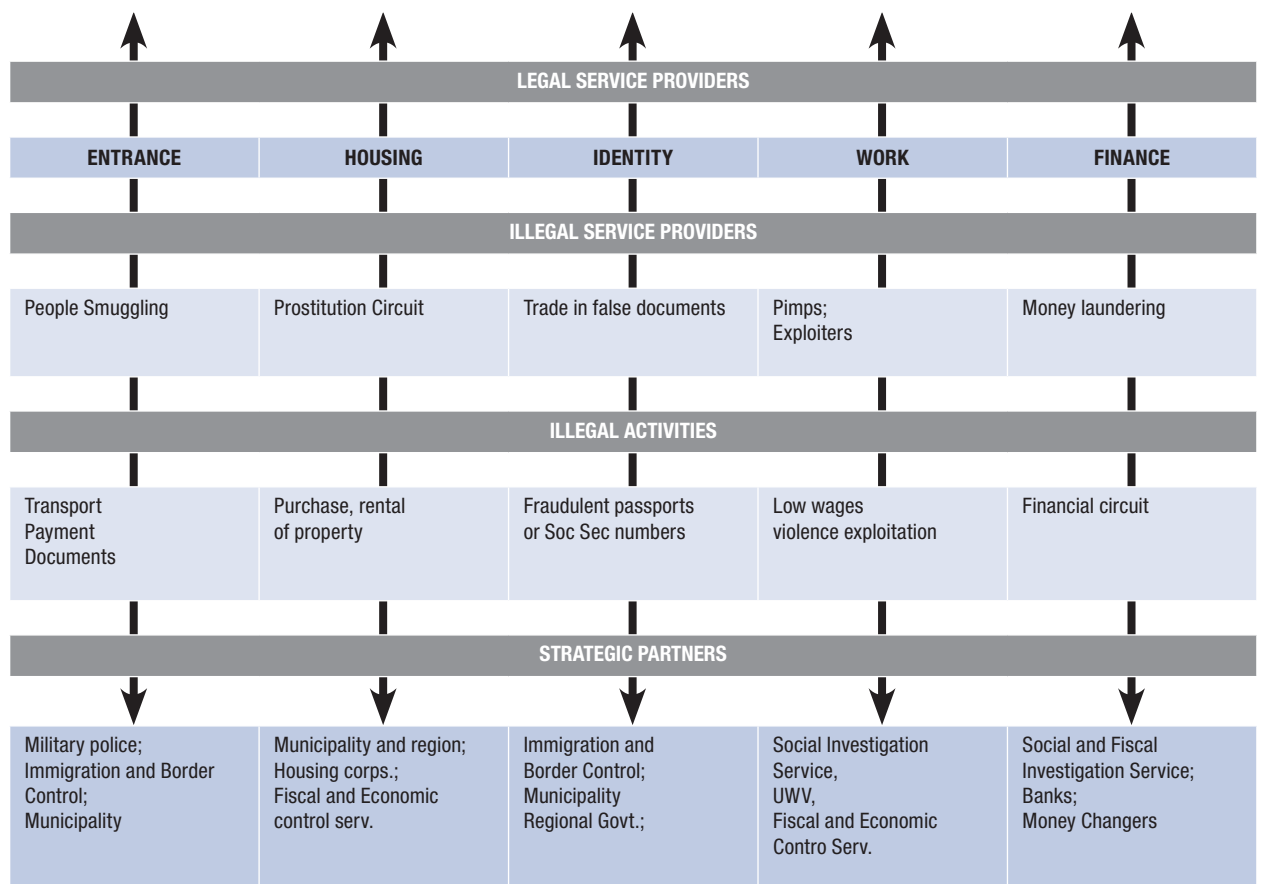 LEGAL SERVICE PROVIDERS
ENTRANCE
HOUSING
IDENTITY
WORK
FINANCE
ILLEGAL SERVICE PROVIDERS
People Smuggling
Prostitution Circuit
Trade in false documents
Pimps;
Exploiters
Money laundering
ILLEGAL ACTIVITIES
Transport
Payment
Documents
Purchase, rental
of property
Fraudulent passports
or Soc Sec numbers
Low wages
violence exploitation
Financial circuit
STRATEGIC PARTNERS
Military police;
Immigration and Border
Control;
Municipality
Municipality and region;
Housing corps.;
Fiscal and Economic
control serv.
Immigration and
Border Control;
Municipality
Regional Govt.;
Social Investigation
Service,
UWV,
Fiscal and Economic
Contro Serv.
Social and Fiscal
Investigation Service;
Banks;
Money Changers